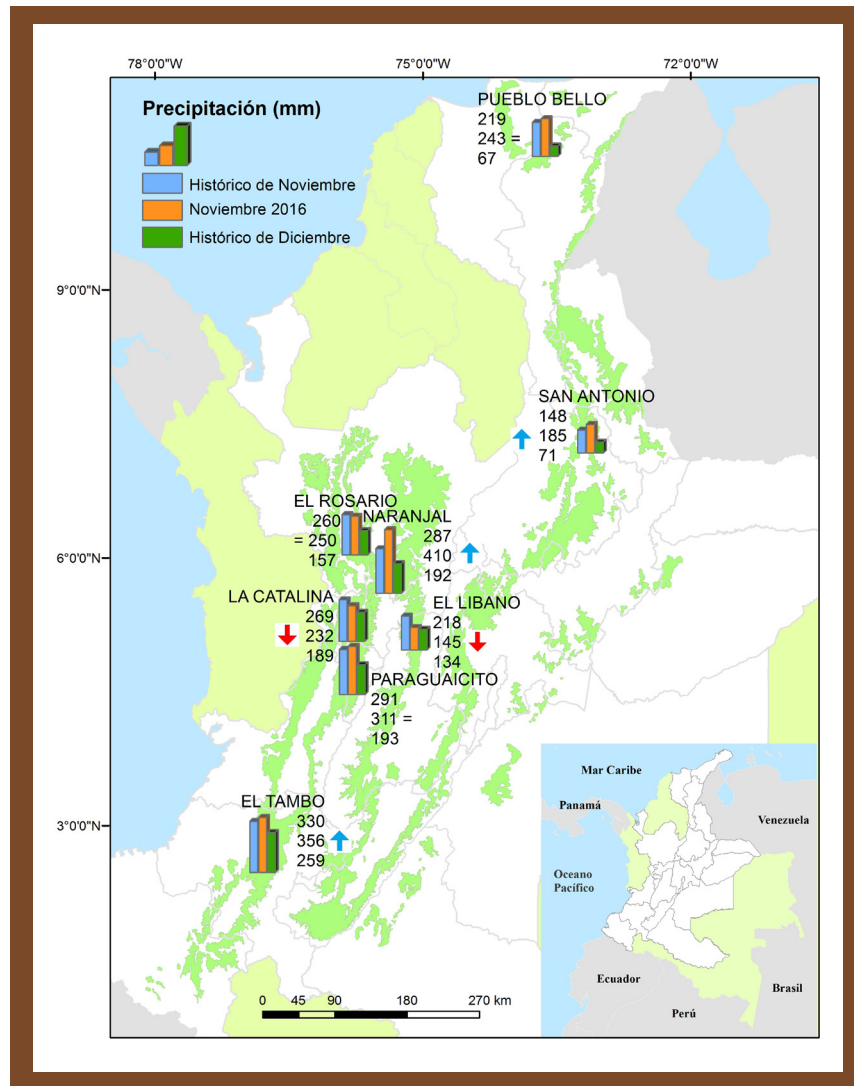 78°0'0"W
75°0'0"W
72°0'0"W
Precipitación (mm)
Histórico de Noviembre
Noviembre 2016
Histórico de Diciembre
PUEBLO BELLO
219
243 =
67
9°0'0"N
SAN ANTONIO
148
185
71
EL ROSARIO
260
= 250
157
NARANJAL
287
410
192
6°0'0"N
LA CATALINA
269
232
189
EL LIBANO
218
145
134
PARAGUAICITO
291
311 =
193
EL TAMBO
330
356
259
3°0'0"N
Mar Caribe
Panamá
Venezuela
Oceano
Pacífico
Ecuador
Brasíl
Perú
0 45 90 180 270 km